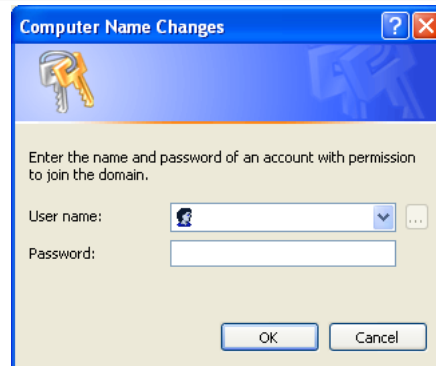 Computer Name Changes
Enter the name and password of an account with permission
to join the domain.
User name:
...
Password:
OK
Cancel